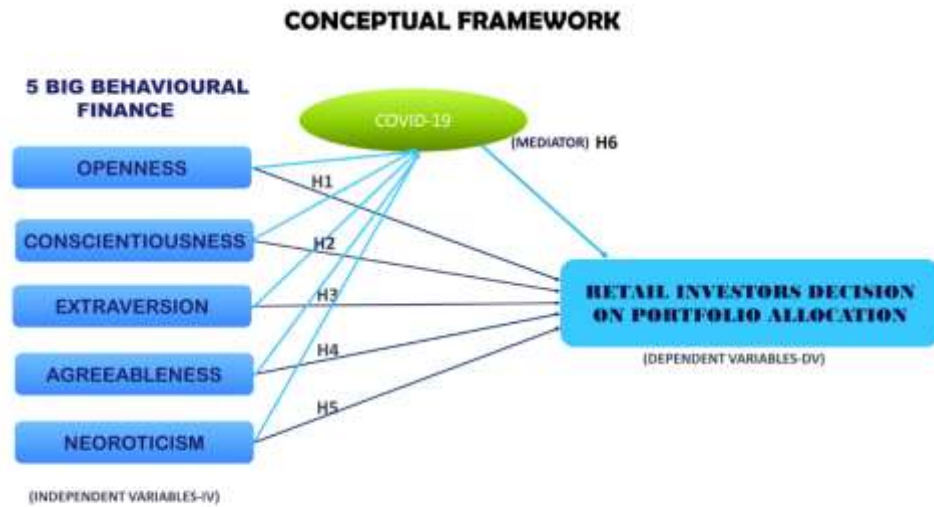 CONCEPTUAL FRAMEWORK
5 BIG BEHAVIOURAL
FINANCE
COVID-19
(MEDIATOR) H6
OPENNESS
H1
CONSCIENTIOUSNESS
H2
EXTRAVERSION
H3
RETAIL INVESTORS DECISION
ON PORTFOLIO ALLOCATION
(DEPENDENT VARIABLES-DV)
AGREEABLENESS
H4
NEOROTICISM
H5
(INDEPENDENT VARIABLES-IV)